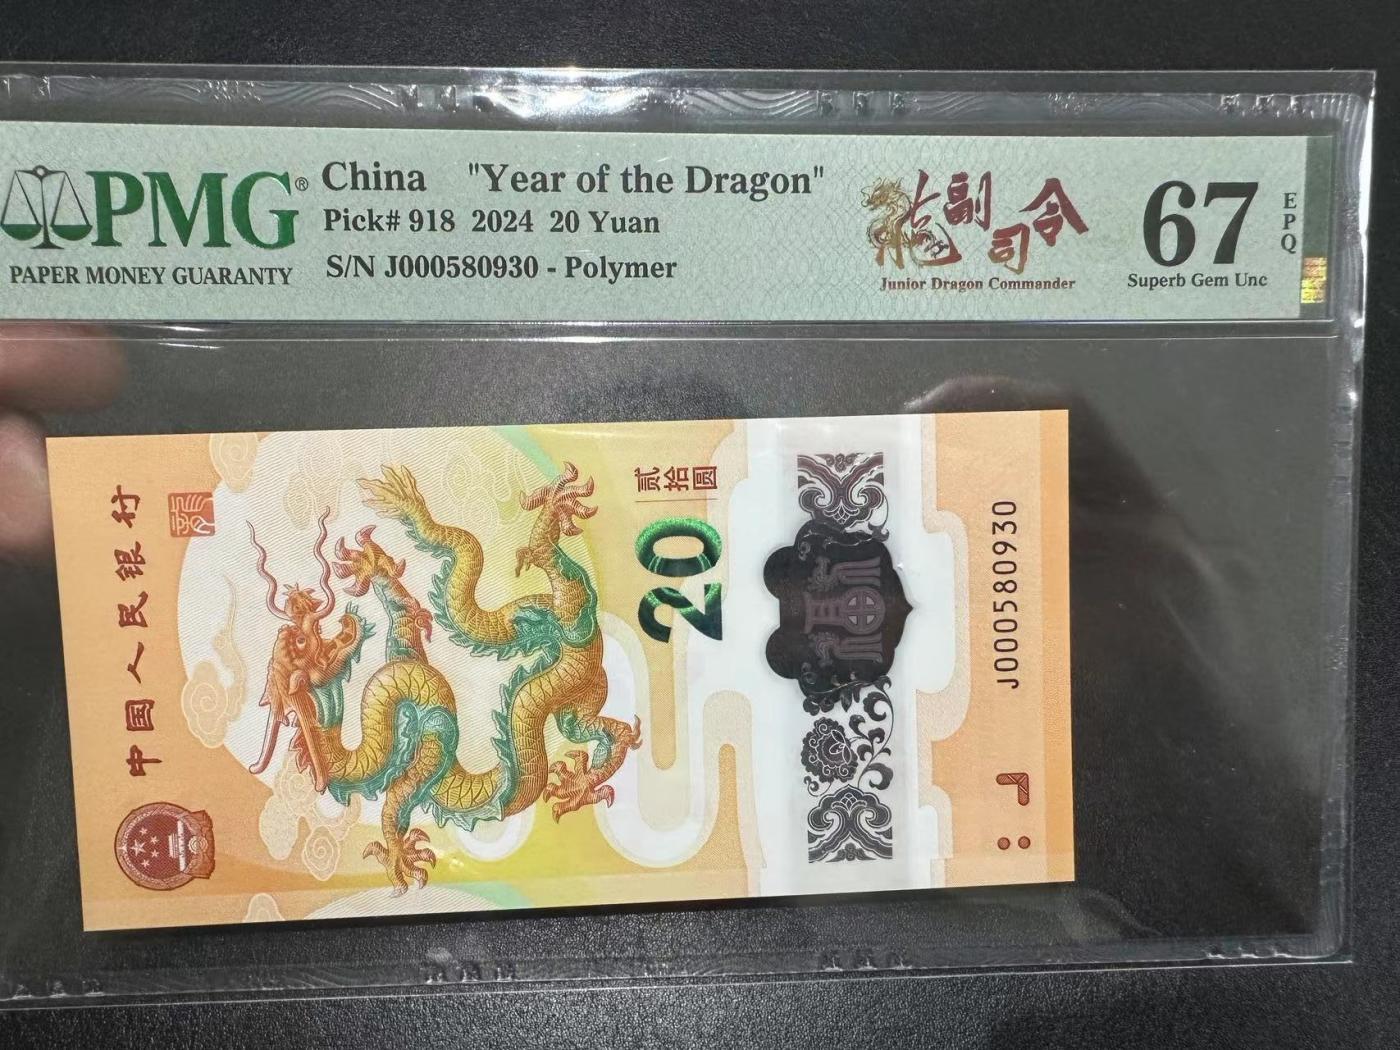 PMG®
PAPER MONEY GUARANTY
China "Year of the Dragon"
Pick# 918 2024 20 Yuan
S/N J000580930 - Polymer
龍副司令
Junior Dragon Commander
67
EPQ
Superb Gem Unc
中国人民银行
贰拾圆
20
J000580930